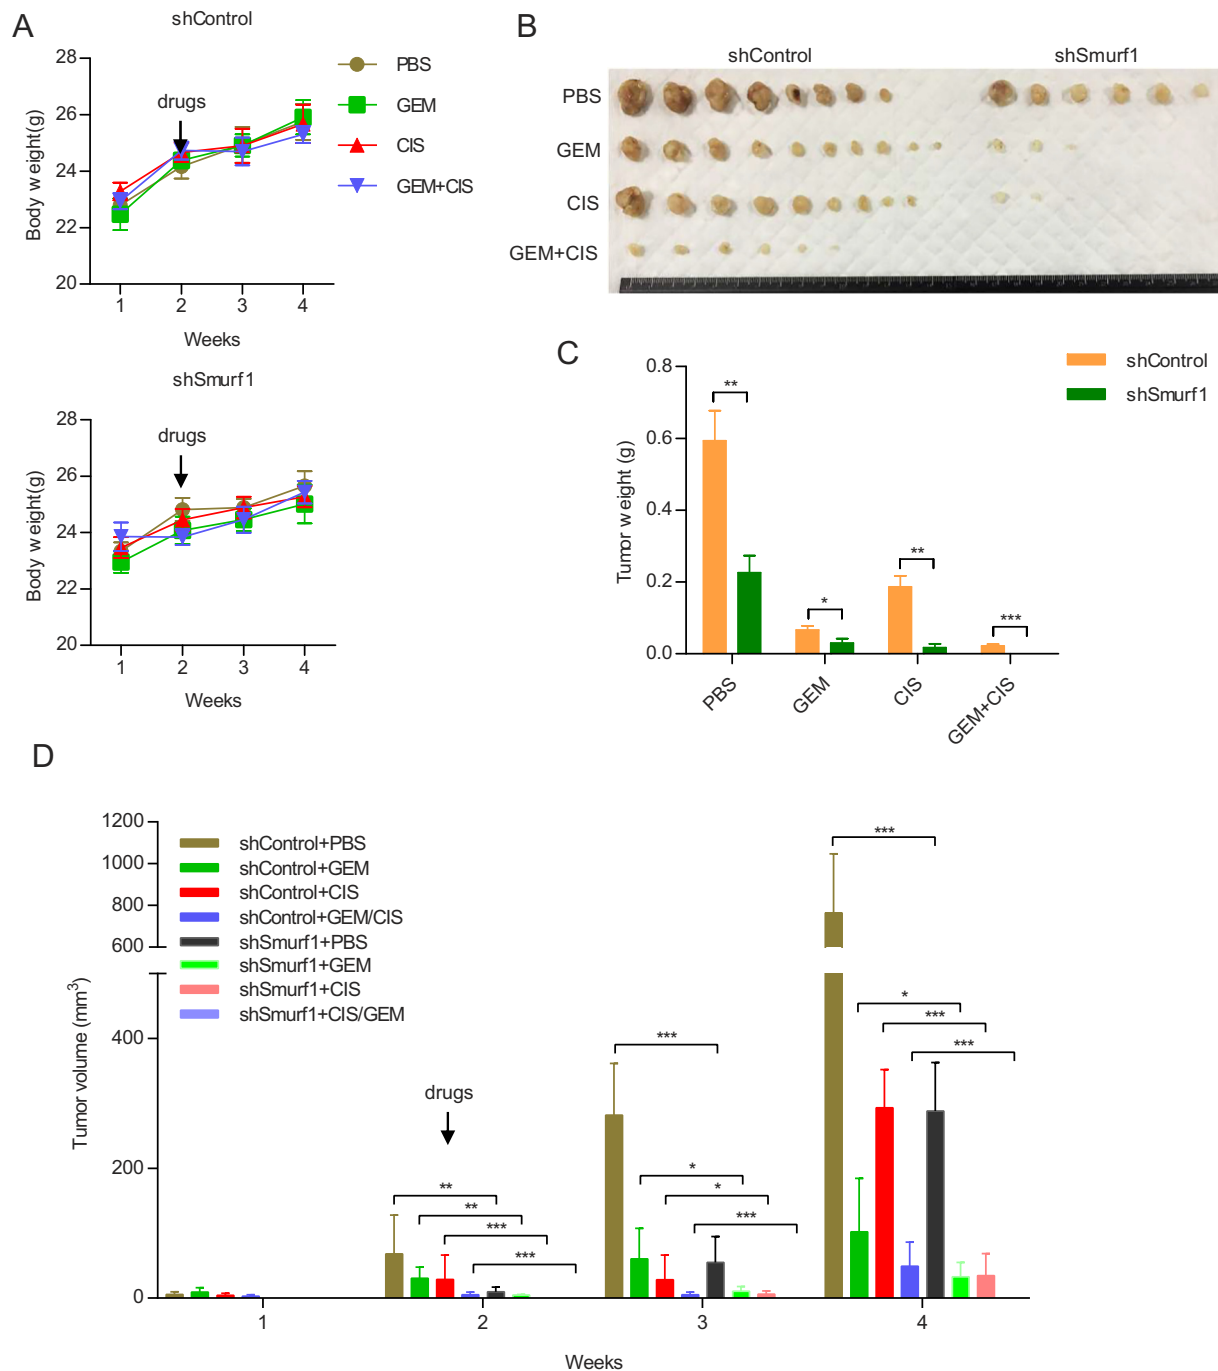 A
shControl
28
26
24
22
20
Body weight(g)
drugs
1 2 3 4
Weeks
PBS
GEM
CIS
GEM+CIS
shSmurf1
28
26
24
22
20
Body weight(g)
drugs
1 2 3 4
Weeks
B
shControl shSmurf1
PBS
GEM
CIS
GEM+CIS
C
shControl
shSmurf1
0.8
0.6
0.4
0.2
0.0
Tumor weight (g)
**
*
**
***
PBS GEM CIS GEM+CIS
D
1200
1000
800
600
400
200
0
Tumor volume (mm³)
shControl+PBS
shControl+GEM
shControl+CIS
shControl+GEM/CIS
shSmurf1+PBS
shSmurf1+GEM
shSmurf1+CIS
shSmurf1+CIS/GEM
drugs
**
**
***
***
***
*
*
***
***
*
***
***
1 2 3 4
Weeks